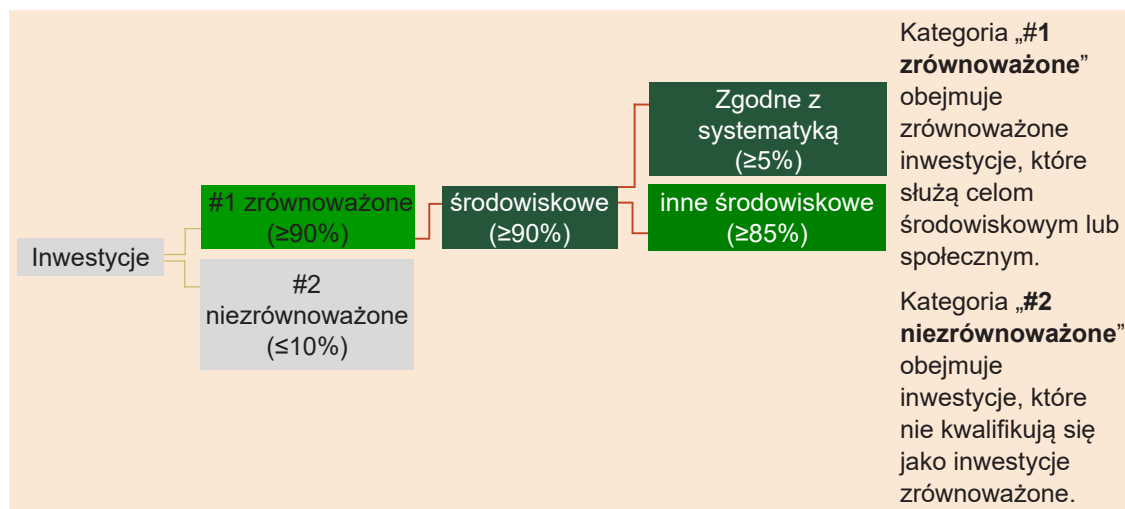 Inwestycje
#1 zrównoważone
(≥90%)
#2
niezrównoważone
(≤10%)
środowiskowe
(≥90%)
Zgodne z
systematyką
(≥5%)
inne środowiskowe
(≥85%)
Kategoria „#1
zrównoważone”
obejmuje
zrównoważone
inwestycje, które
służą celom
środowiskowym lub
społecznym.
Kategoria „#2
niezrównoważone”
obejmuje
inwestycje, które
nie kwalifikują się
jako inwestycje
zrównoważone.